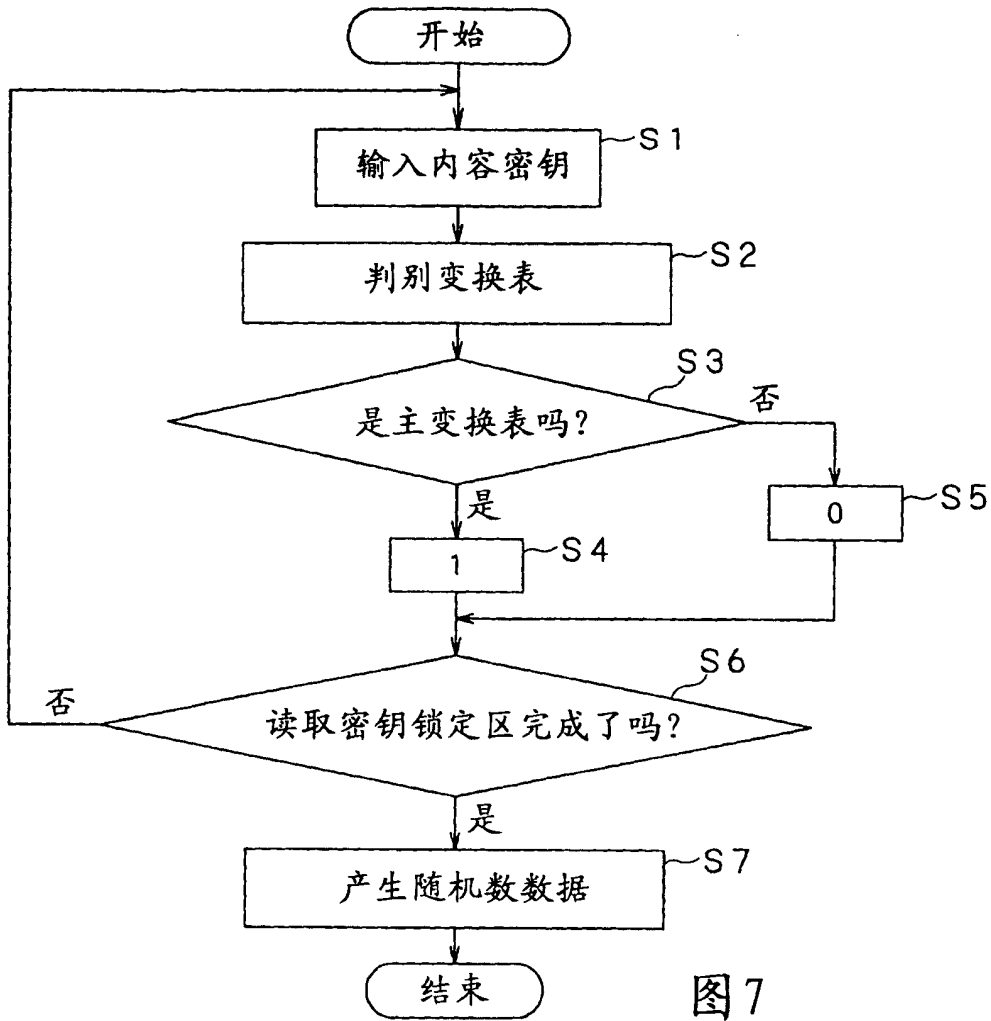 开始
输入内容密钥
S1
判别变换表
S2
是主变换表吗?
S3
否
是
0
S5
1
S4
读取密钥锁定区完成了吗?
S6
否
是
产生随机数数据
S7
结束
图7